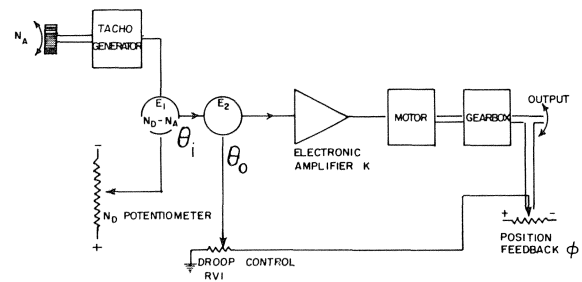 TACHO
GENERATOR
N_A
E_1
N_D-N_A
E_2
θ_i
θ_o
ELECTRONIC
AMPLIFIER K
MOTOR
GEARBOX
OUTPUT
-
N_D POTENTIOMETER
+
+ -
POSITION
FEEDBACK ϕ
DROOP CONTROL
RV1